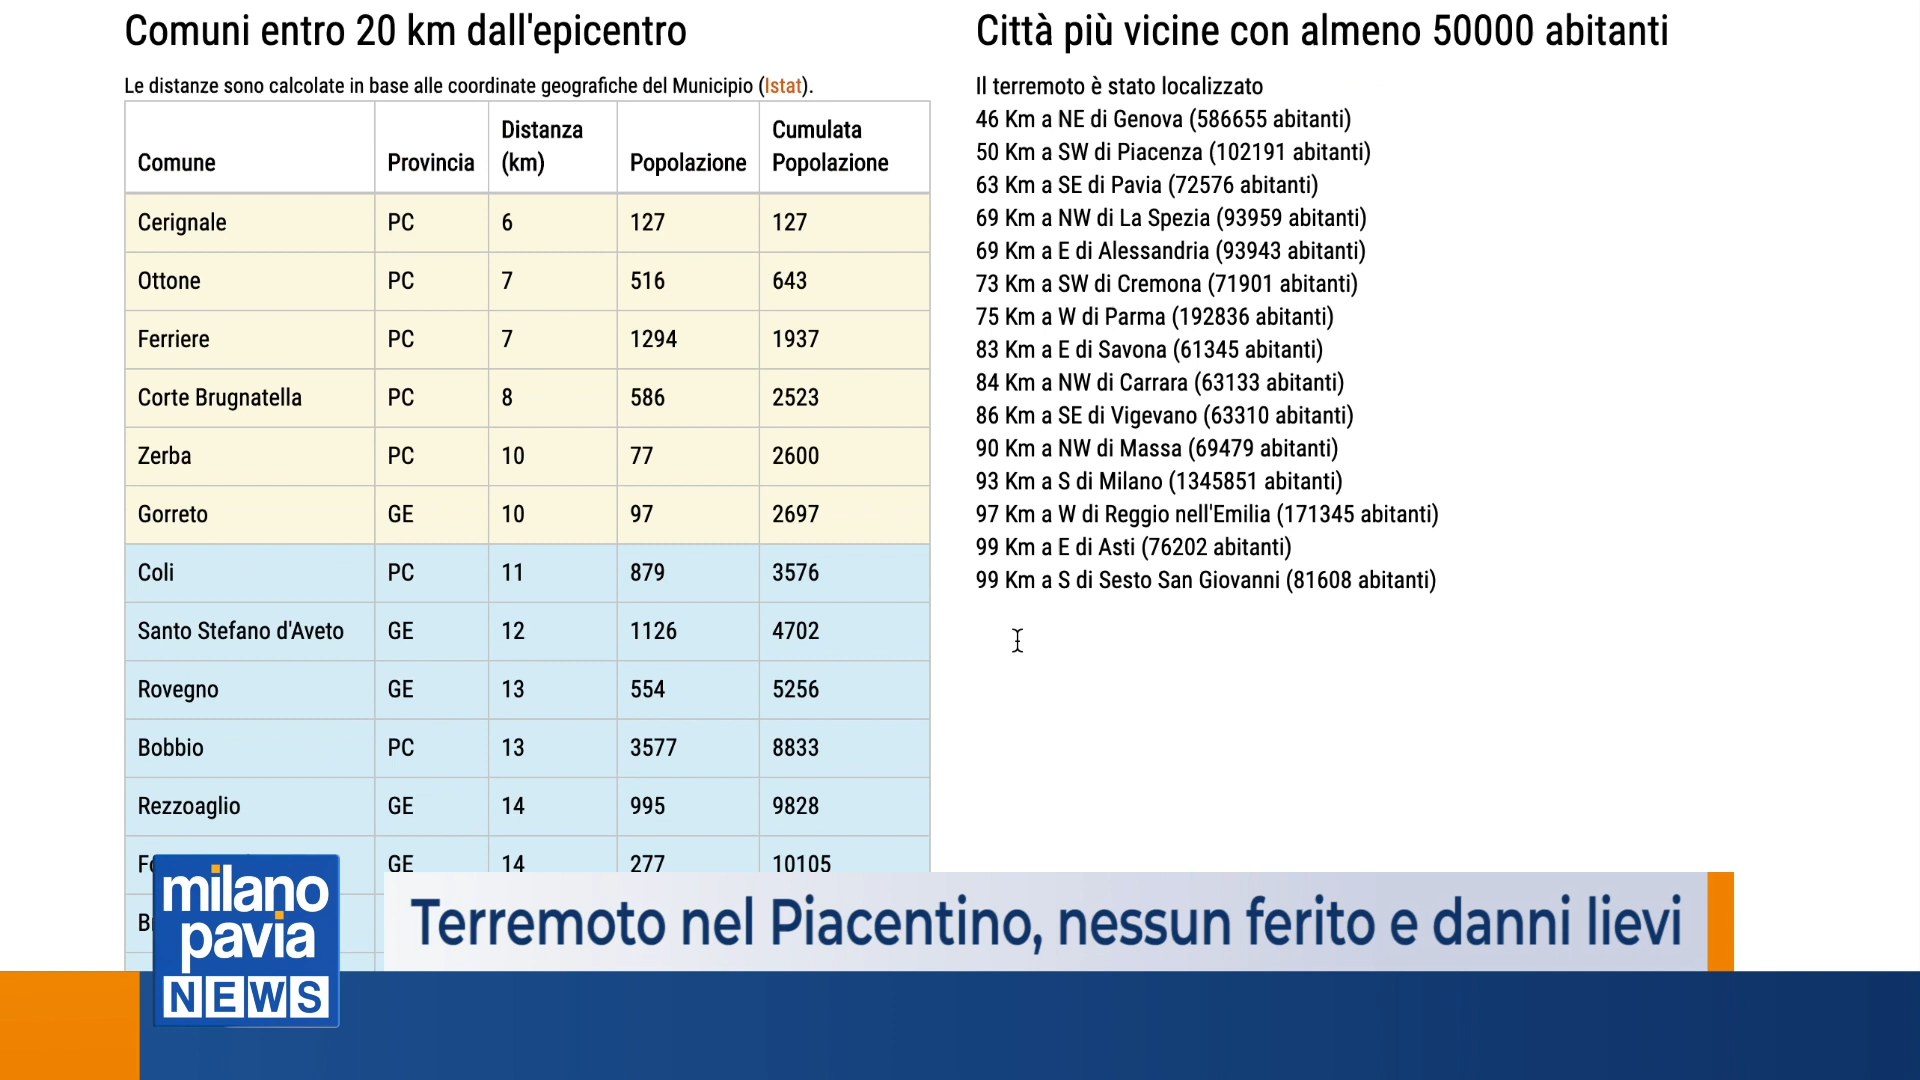 Comuni entro 20 km dall'epicentro
Le distanze sono calcolate in base alle coordinate geografiche del Municipio (Istat).
Comune Provincia Distanza (km) Popolazione Cumulata Popolazione
Cerignale PC 6 127 127
Ottone PC 7 516 643
Ferriere PC 7 1294 1937
Corte Brugnatella PC 8 586 2523
Zerba PC 10 77 2600
Gorreto GE 10 97 2697
Coli PC 11 879 3576
Santo Stefano d'Aveto GE 12 1126 4702
Rovegno GE 13 554 5256
Bobbio PC 13 3577 8833
Rezzoaglio GE 14 995 9828
GE 14 277 10105
Città più vicine con almeno 50000 abitanti
Il terremoto è stato localizzato
46 Km a NE di Genova (586655 abitanti)
50 Km a SW di Piacenza (102191 abitanti)
63 Km a SE di Pavia (72576 abitanti)
69 Km a NW di La Spezia (93959 abitanti)
69 Km a E di Alessandria (93943 abitanti)
73 Km a SW di Cremona (71901 abitanti)
75 Km a W di Parma (192836 abitanti)
83 Km a E di Savona (61345 abitanti)
84 Km a NW di Carrara (63133 abitanti)
86 Km a SE di Vigevano (63310 abitanti)
90 Km a NW di Massa (69479 abitanti)
93 Km a S di Milano (1345851 abitanti)
97 Km a W di Reggio nell'Emilia (171345 abitanti)
99 Km a E di Asti (76202 abitanti)
99 Km a S di Sesto San Giovanni (81608 abitanti)
milano
pavia
NEWS
Terremoto nel Piacentino, nessun ferito e danni lievi